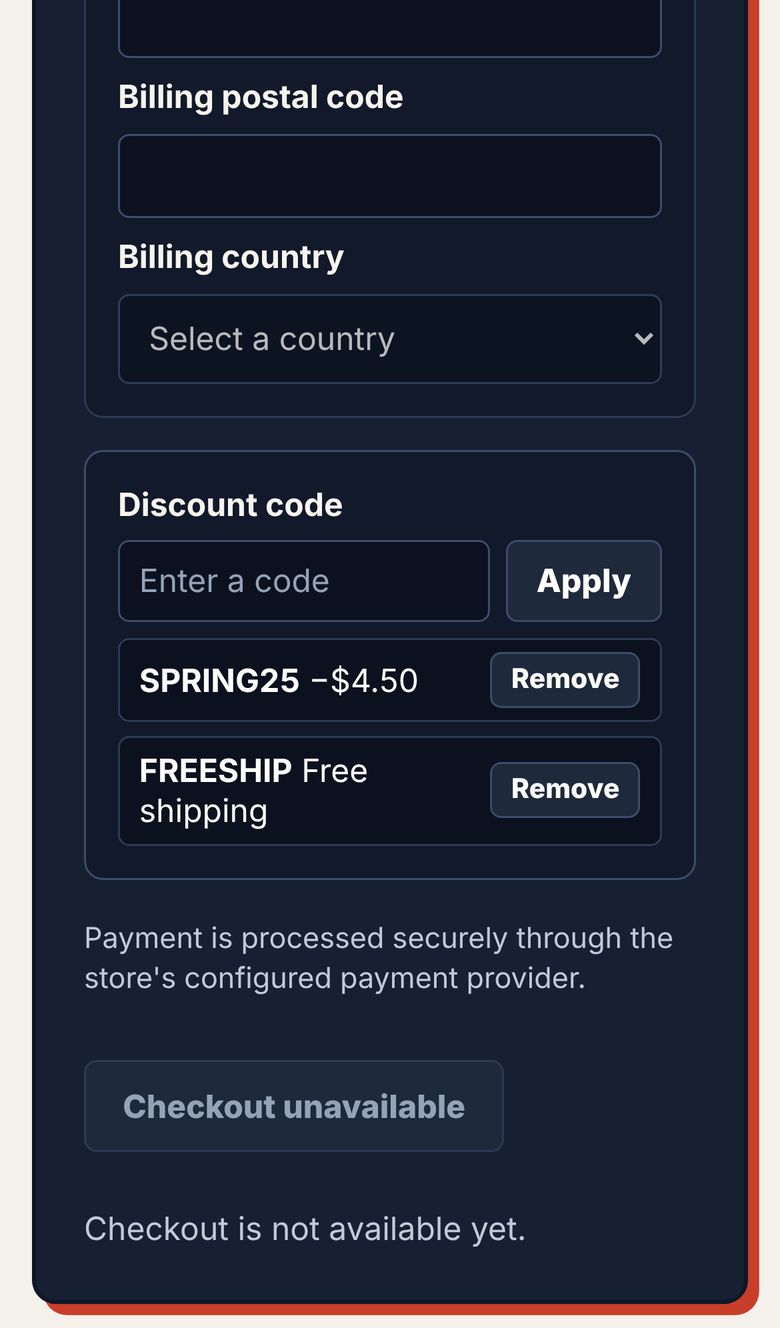 Billing postal code
Billing country
Select a country
Discount code
Enter a code
Apply
SPRING25 −$4.50
Remove
FREESHIP Free
shipping
Remove
Payment is processed securely through the
store's configured payment provider.
Checkout unavailable
Checkout is not available yet.